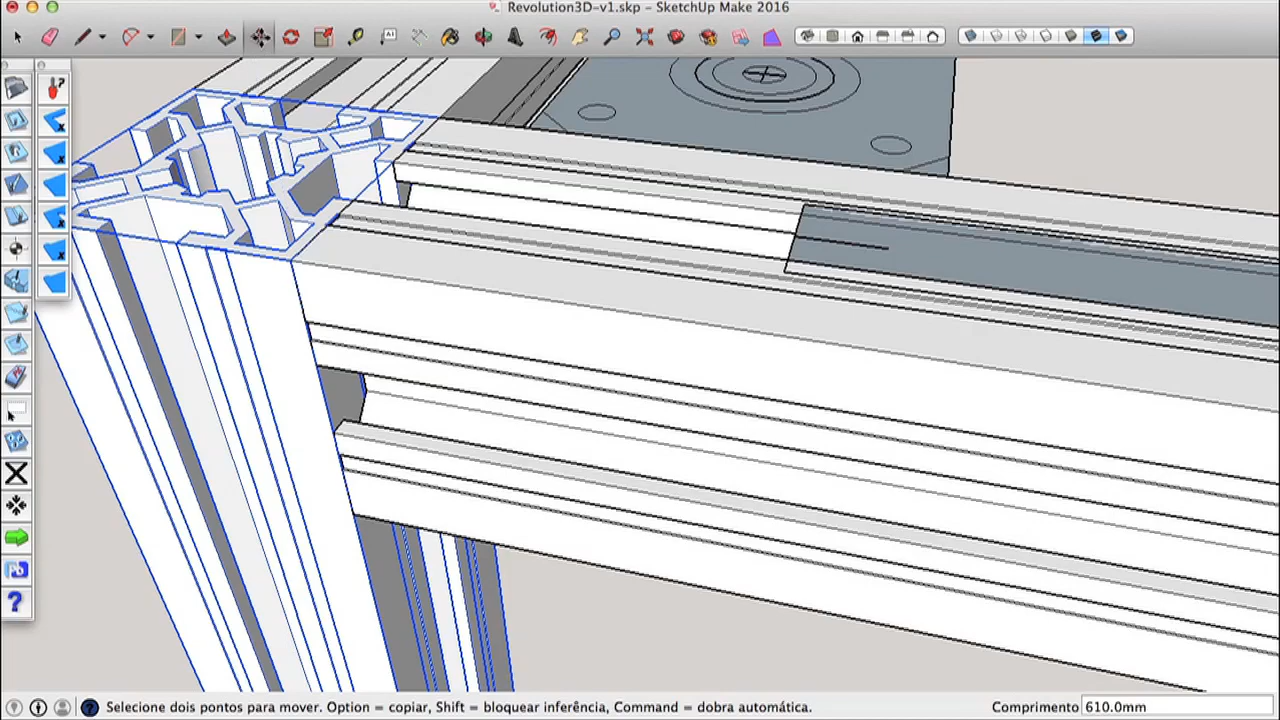 Revolution3D-v1.skp - SketchUp Make 2016
Selecione dois pontos para mover. Option = copiar, Shift = bloquear inferência, Command = dobra automática.
Comprimento 610.0mm